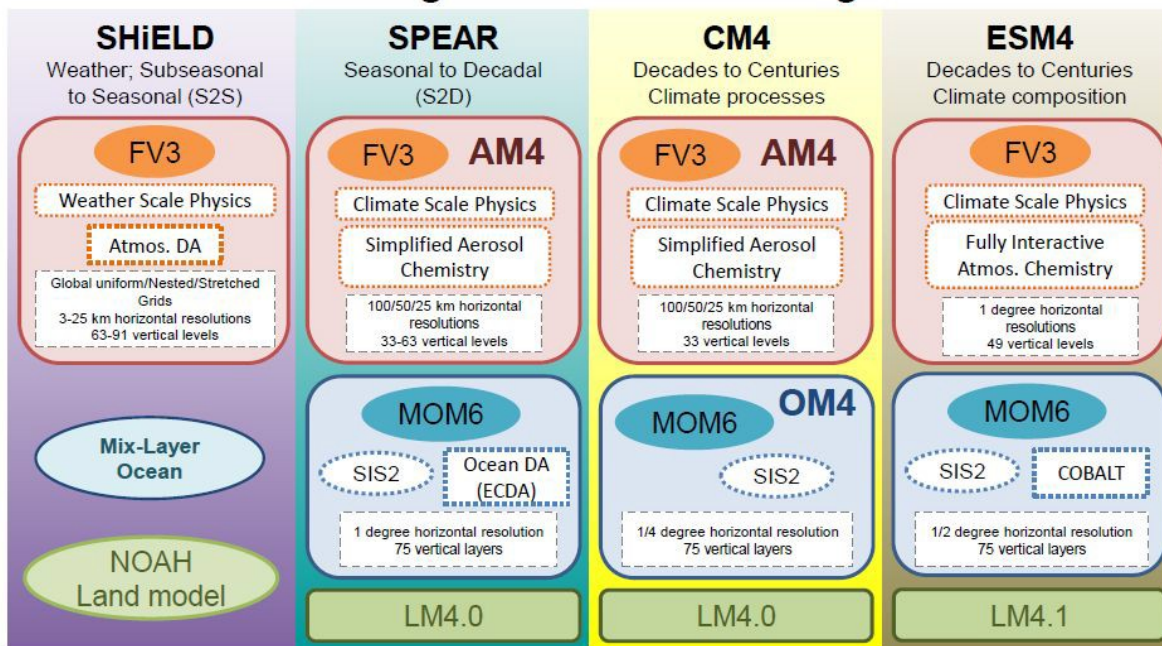 SHiELD
Weather; Subseasonal
to Seasonal (S2S)
FV3
Weather Scale Physics
Atmos. DA
Global uniform/Nested/Stretched
Grids
3-25 km horizontal resolutions
63-91 vertical levels
Mix-Layer
Ocean
NOAH
Land model
SPEAR
Seasonal to Decadal
(S2D)
FV3
AM4
Climate Scale Physics
Simplified Aerosol
Chemistry
100/50/25 km horizontal
resolutions
33-63 vertical levels
MOM6
SIS2
Ocean DA
(ECDA)
1 degree horizontal resolution
75 vertical layers
LM4.0
CM4
Decades to Centuries
Climate processes
FV3
AM4
Climate Scale Physics
Simplified Aerosol
Chemistry
100/50/25 km horizontal
resolutions
33 vertical levels
OM4
MOM6
SIS2
1/4 degree horizontal resolution
75 vertical layers
LM4.0
ESM4
Decades to Centuries
Climate composition
FV3
Climate Scale Physics
Fully Interactive
Atmos. Chemistry
1 degree horizontal
resolutions
49 vertical levels
MOM6
SIS2
COBALT
1/2 degree horizontal resolution
75 vertical layers
LM4.1